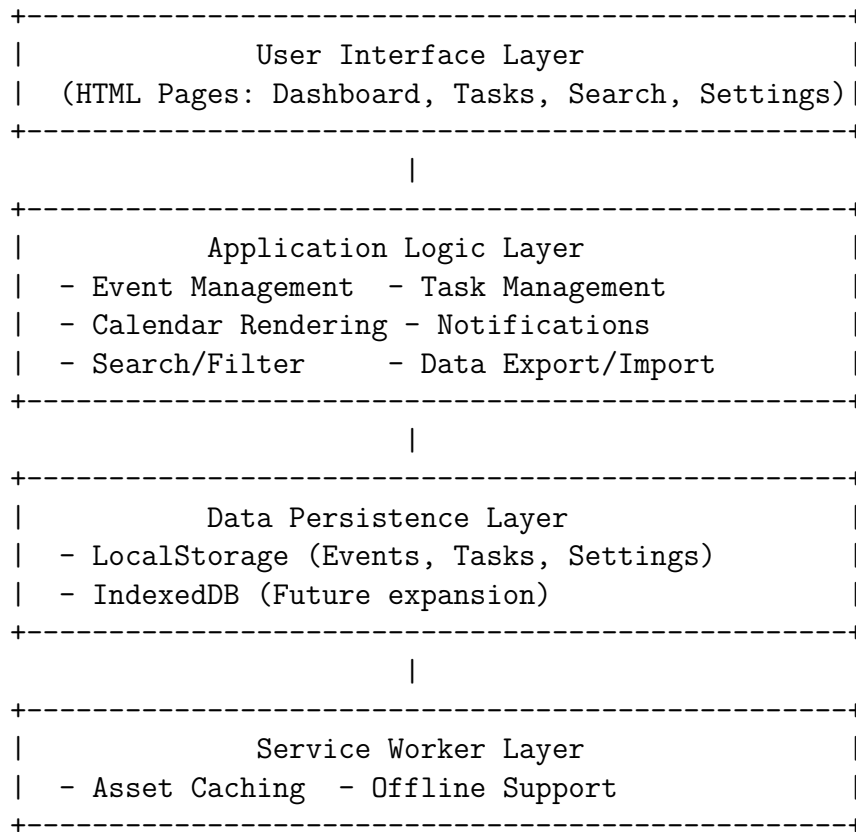 +--------------------------------------------------+
|              User Interface Layer                |
|  (HTML Pages: Dashboard, Tasks, Search, Settings)|
+--------------------------------------------------+
                        |
+--------------------------------------------------+
|           Application Logic Layer                |
|  - Event Management  - Task Management           |
|  - Calendar Rendering - Notifications            |
|  - Search/Filter     - Data Export/Import        |
+--------------------------------------------------+
                        |
+--------------------------------------------------+
|           Data Persistence Layer                 |
|  - LocalStorage (Events, Tasks, Settings)        |
|  - IndexedDB (Future expansion)                  |
+--------------------------------------------------+
                        |
+--------------------------------------------------+
|              Service Worker Layer                |
|  - Asset Caching  - Offline Support              |
+--------------------------------------------------+